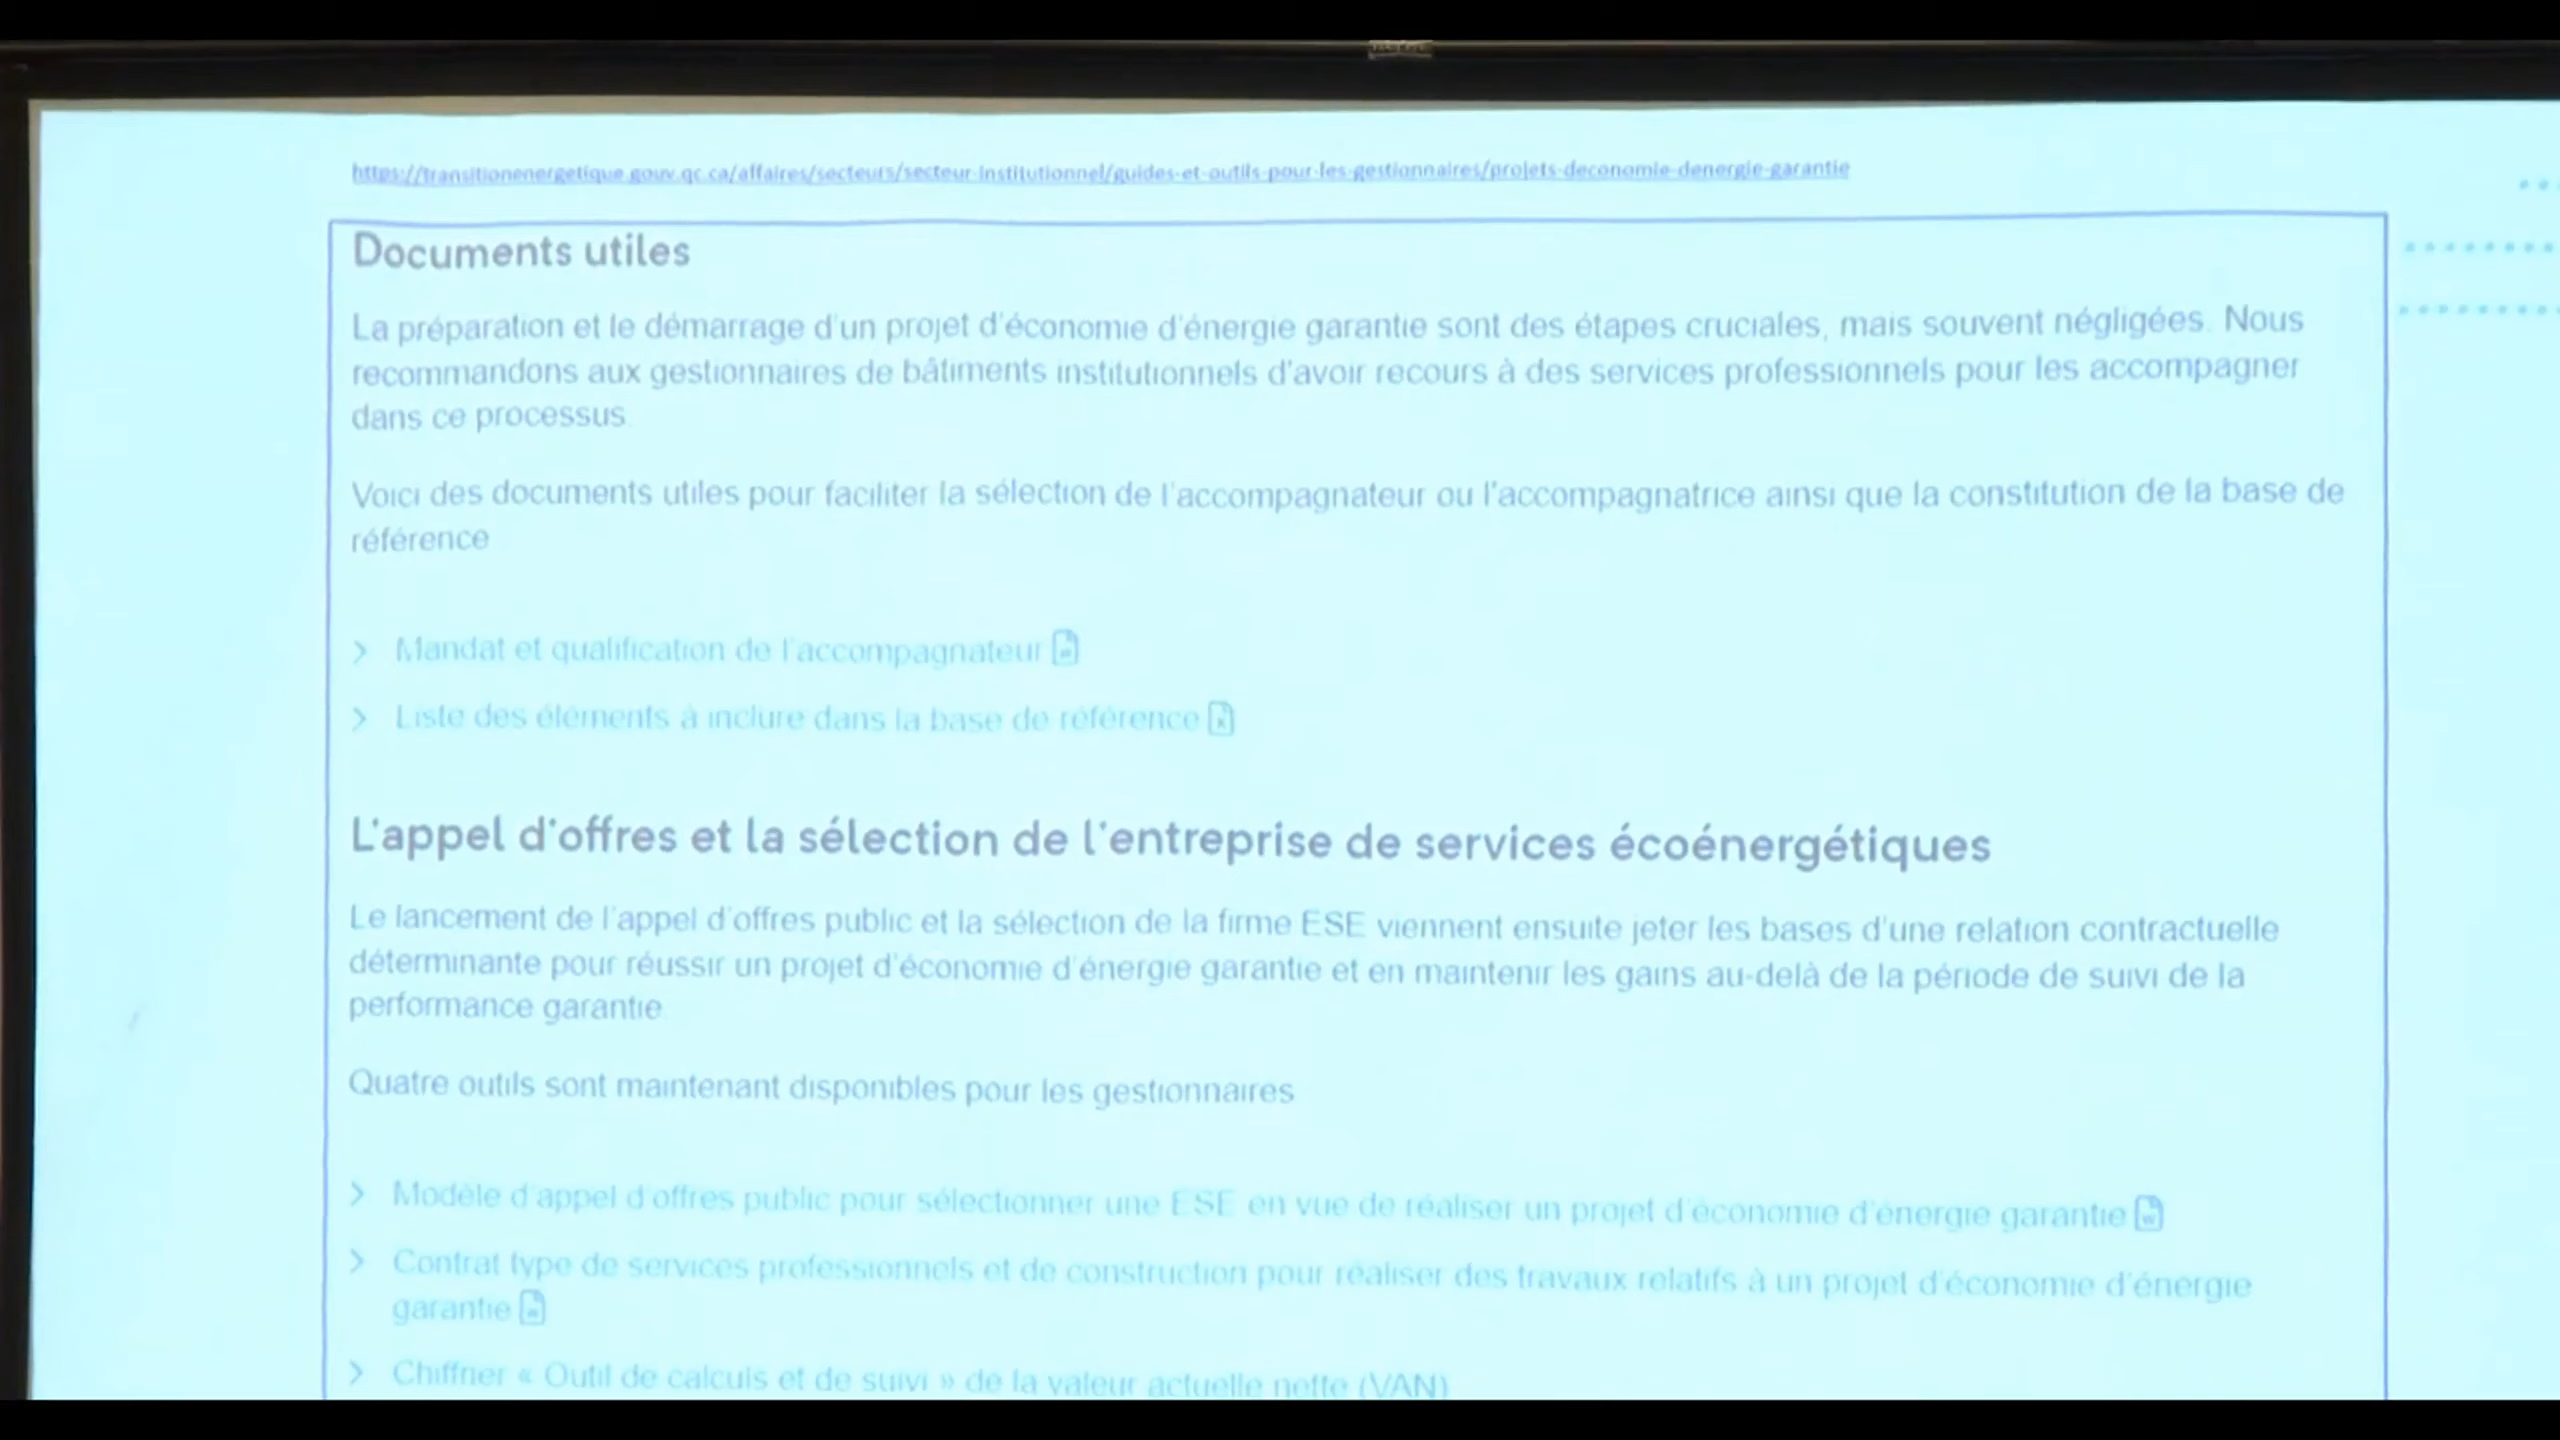 https://transitionenergetique.gouv.qc.ca/affaires/secteurs/secteur-institutionnel/guides-et-outils-pour-les-gestionnaires/projets-deconomie-denergie-garantie
Documents utiles
La préparation et le démarrage d'un projet d'économie d'énergie garantie sont des étapes cruciales, mais souvent négligées. Nous
recommandons aux gestionnaires de bâtiments institutionnels d'avoir recours à des services professionnels pour les accompagner
dans ce processus
Voici des documents utiles pour faciliter la sélection de l'accompagnateur ou l'accompagnatrice ainsi que la constitution de la base de
référence
> Mandat et qualification de l'accompagnateur
> Liste des éléments à inclure dans la base de référence
L'appel d'offres et la sélection de l'entreprise de services écoénergétiques
Le lancement de l'appel d'offres public et la sélection de la firme ESE viennent ensuite jeter les bases d'une relation contractuelle
déterminante pour réussir un projet d'économie d'énergie garantie et en maintenir les gains au-delà de la période de suivi de la
performance garantie
Quatre outils sont maintenant disponibles pour les gestionnaires
> Modèle d'appel d'offres public pour sélectionner une ESE en vue de réaliser un projet d'économie d'énergie garantie
> Contrat type de services professionnels et de construction pour réaliser des travaux relatifs à un projet d'économie d'énergie
garantie
> Chiffrier « Outil de calculs et de suivi » de la valeur actuelle nette (VAN)